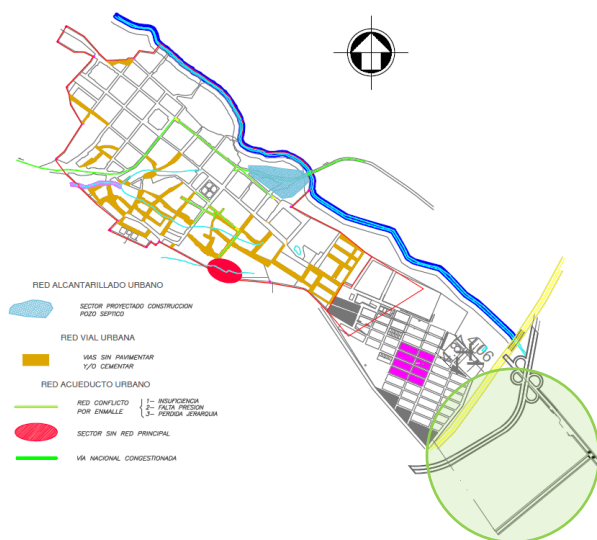 RED ALCANTARILLADO URBANO
SECTOR PROYECTADO CONSTRUCCION
POZO SEPTICO
RED VIAL URBANA
VIAS SIN PAVIMENTAR
Y/O CEMENTAR
RED ACUEDUCTO URBANO
RED CONFLICTO
POR ENMALLE
1- INSUFICIENCIA
2- FALTA PRESION
3- PERDIDA JERARQUIA
SECTOR SIN RED PRINCIPAL
VÍA NACIONAL CONGESTIONADA